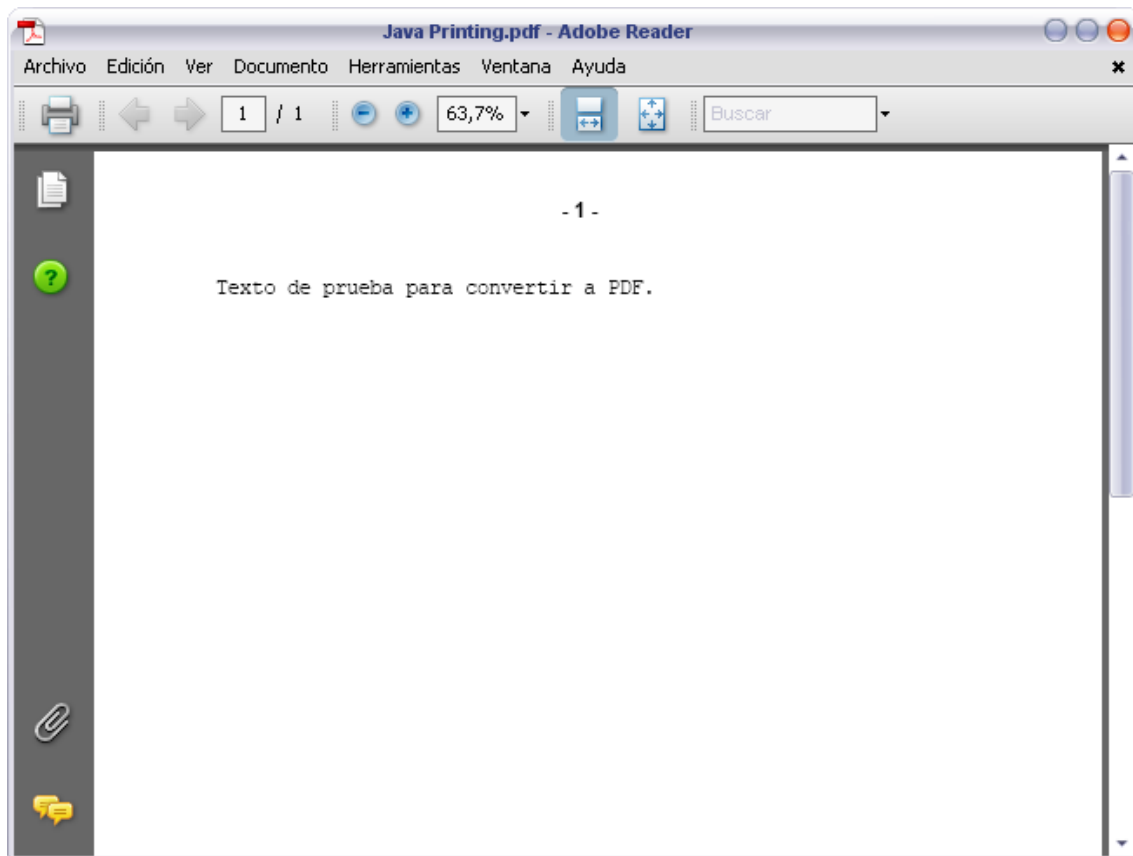 Java Printing.pdf - Adobe Reader
Archivo Edición Ver Documento Herramientas Ventana Ayuda
1 / 1 63,7% Buscar
- 1 -
Texto de prueba para convertir a PDF.